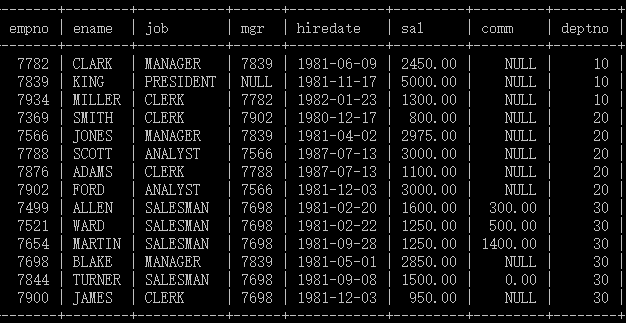 empno | ename | job | mgr | hiredate | sal | comm | deptno |
7782 | CLARK | MANAGER | 7839 | 1981-06-09 | 2450.00 | NULL | 10
7839 | KING | PRESIDENT | NULL | 1981-11-17 | 5000.00 | NULL | 10
7934 | MILLER | CLERK | 7782 | 1982-01-23 | 1300.00 | NULL | 10
7369 | SMITH | CLERK | 7902 | 1980-12-17 | 800.00 | NULL | 20
7566 | JONES | MANAGER | 7839 | 1981-04-02 | 2975.00 | NULL | 20
7788 | SCOTT | ANALYST | 7566 | 1987-07-13 | 3000.00 | NULL | 20
7876 | ADAMS | CLERK | 7788 | 1987-07-13 | 1100.00 | NULL | 20
7902 | FORD | ANALYST | 7566 | 1981-12-03 | 3000.00 | NULL | 20
7499 | ALLEN | SALESMAN | 7698 | 1981-02-20 | 1600.00 | 300.00 | 30
7521 | WARD | SALESMAN | 7698 | 1981-02-22 | 1250.00 | 500.00 | 30
7654 | MARTIN | SALESMAN | 7698 | 1981-09-28 | 1250.00 | 1400.00 | 30
7698 | BLAKE | MANAGER | 7839 | 1981-05-01 | 2850.00 | NULL | 30
7844 | TURNER | SALESMAN | 7698 | 1981-09-08 | 1500.00 | 0.00 | 30
7900 | JAMES | CLERK | 7698 | 1981-12-03 | 950.00 | NULL | 30